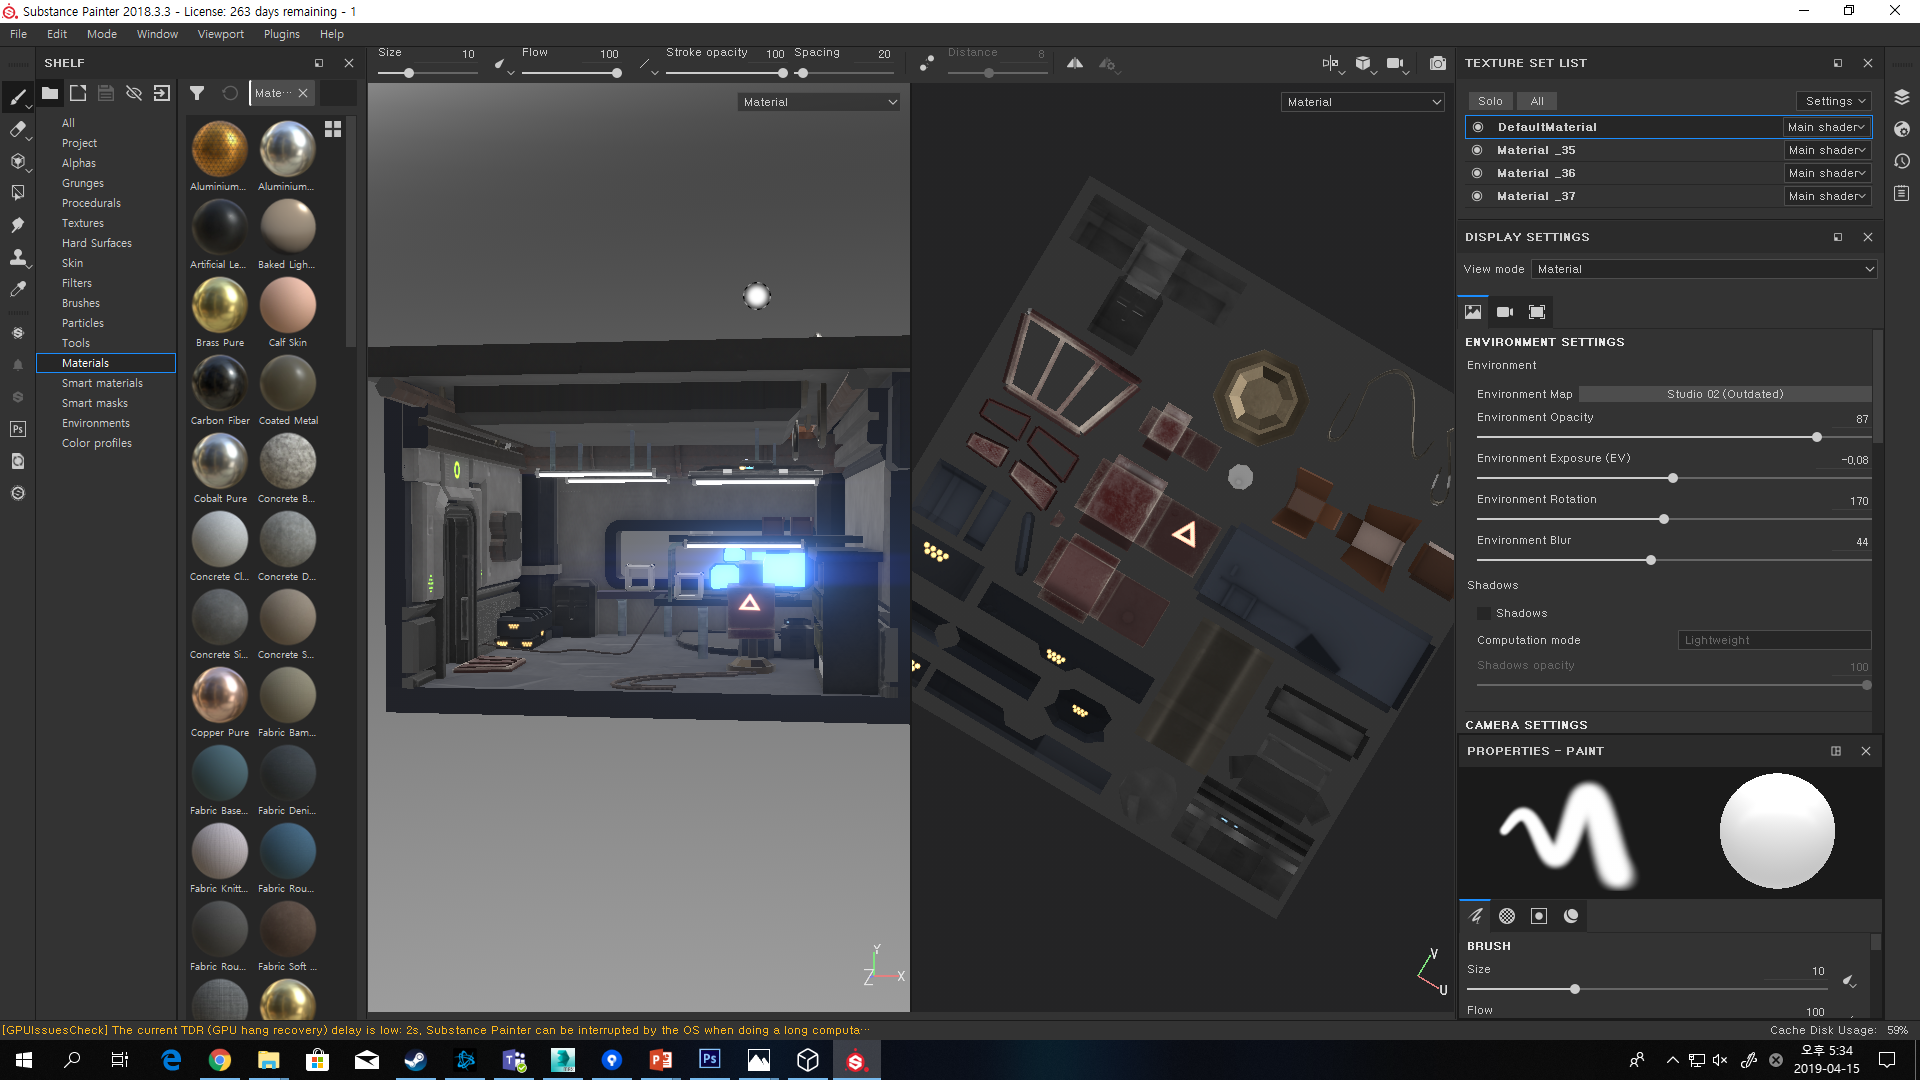 Substance Painter 2018.3.3 - License: 263 days remaining - 1
File Edit Mode Window Viewport Plugins Help
SHELF
Size 10 Flow 100 Stroke opacity 100 Spacing 20 Distance 8
Mate···
All
Project
Alphas
Grunges
Procedurals
Textures
Hard Surfaces
Skin
Filters
Brushes
Particles
Tools
Materials
Smart materials
Smart masks
Environments
Color profiles
Aluminium... Aluminium...
Artificial Le... Baked Ligh...
Brass Pure Calf Skin
Carbon Fiber Coated Metal
Cobalt Pure Concrete B...
Concrete Cl... Concrete D...
Concrete Si... Concrete S...
Copper Pure Fabric Bam...
Fabric Base... Fabric Deni...
Fabric Knitt... Fabric Rou...
Fabric Rou... Fabric Soft ...
Material
Material
Y
Z X
V
U
TEXTURE SET LIST
Solo All Settings
DefaultMaterial Main shader
Material _35 Main shader
Material _36 Main shader
Material _37 Main shader
DISPLAY SETTINGS
View mode Material
ENVIRONMENT SETTINGS
Environment
Environment Map Studio 02 (Outdated)
Environment Opacity 87
Environment Exposure (EV) -0,08
Environment Rotation 170
Environment Blur 44
Shadows
Shadows
Computation mode Lightweight
Shadows opacity 100
CAMERA SETTINGS
PROPERTIES - PAINT
BRUSH
Size 10
Flow 100
[GPUIssuesCheck] The current TDR (GPU hang recovery) delay is low: 2s, Substance Painter can be interrupted by the OS when doing a long computa···
Cache Disk Usage: 59%
Ps
오후 5:34
2019-04-15